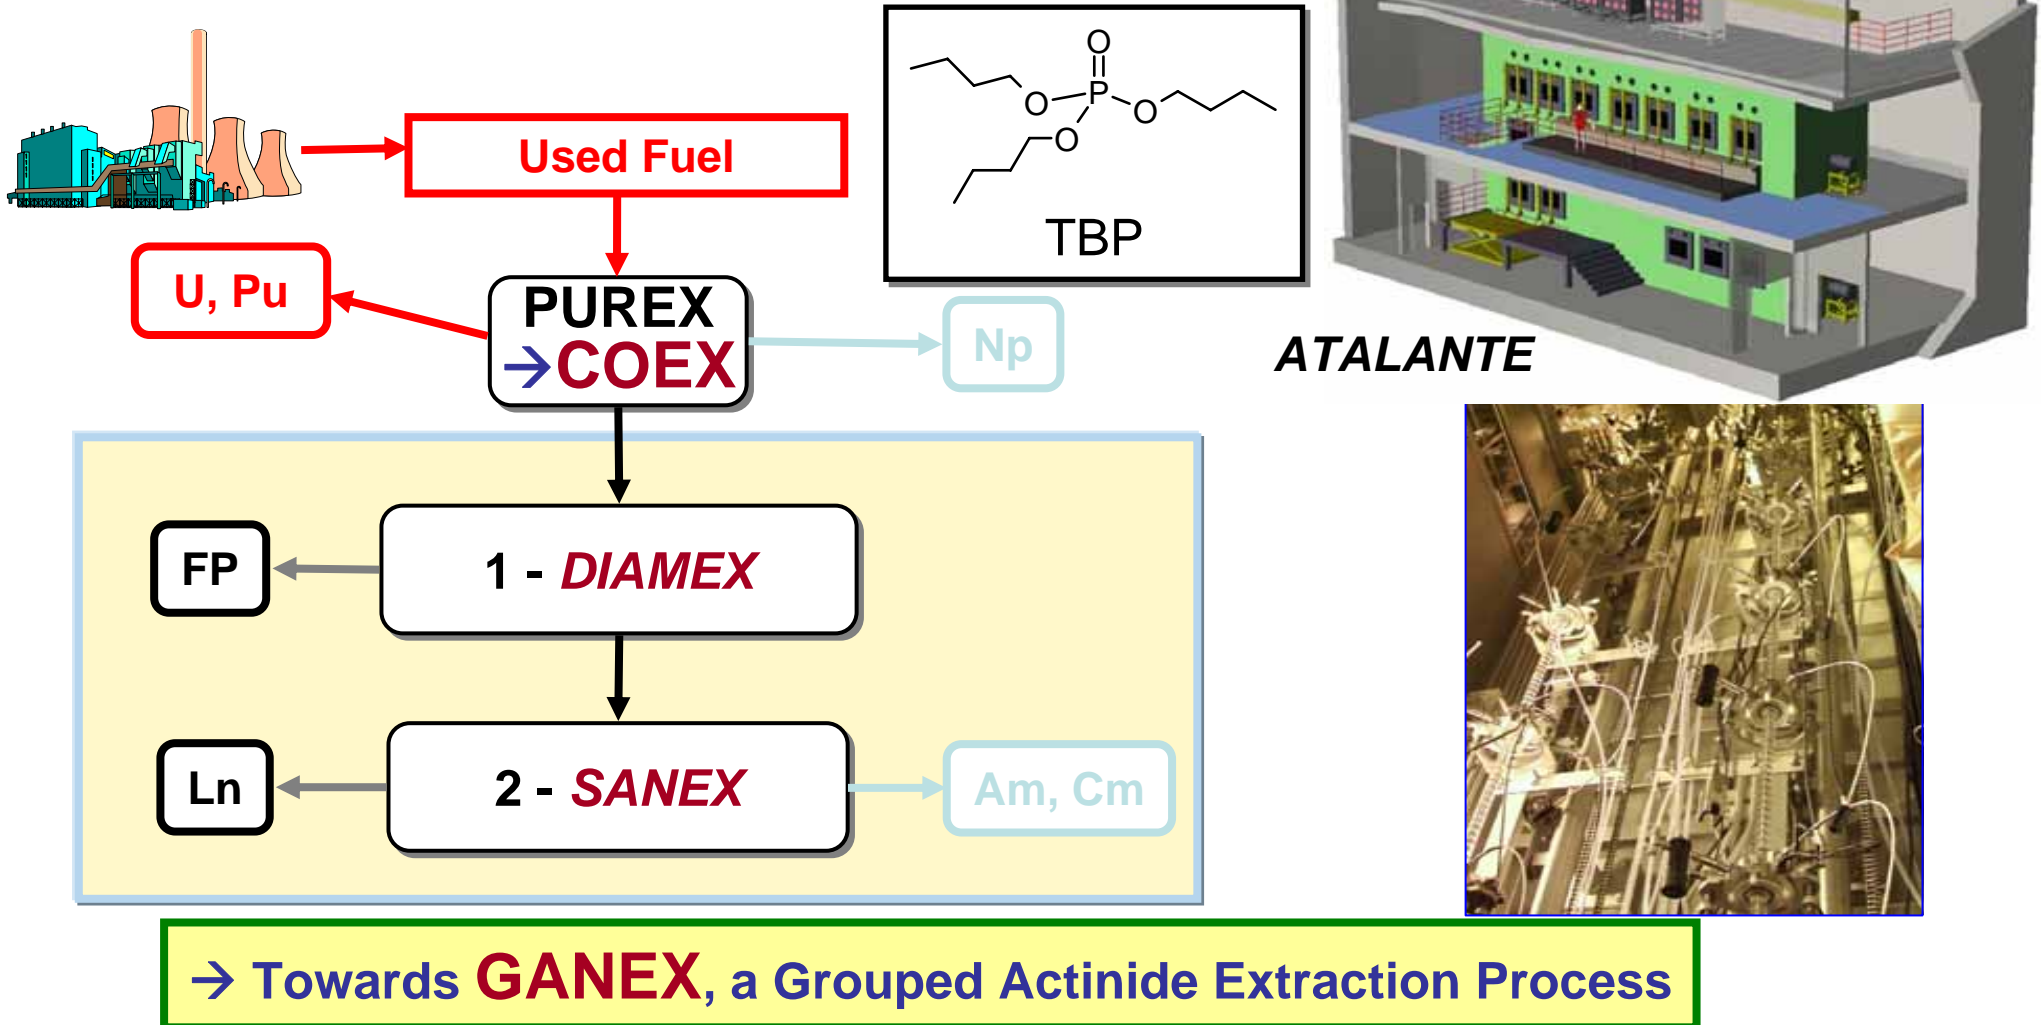 O
O
P
O
O
TBP
Used Fuel
U, Pu
PUREX
→COEX
Np
ATALANTE
FP
1 - DIAMEX
Ln
2 - SANEX
Am, Cm
→ Towards GANEX, a Grouped Actinide Extraction Process